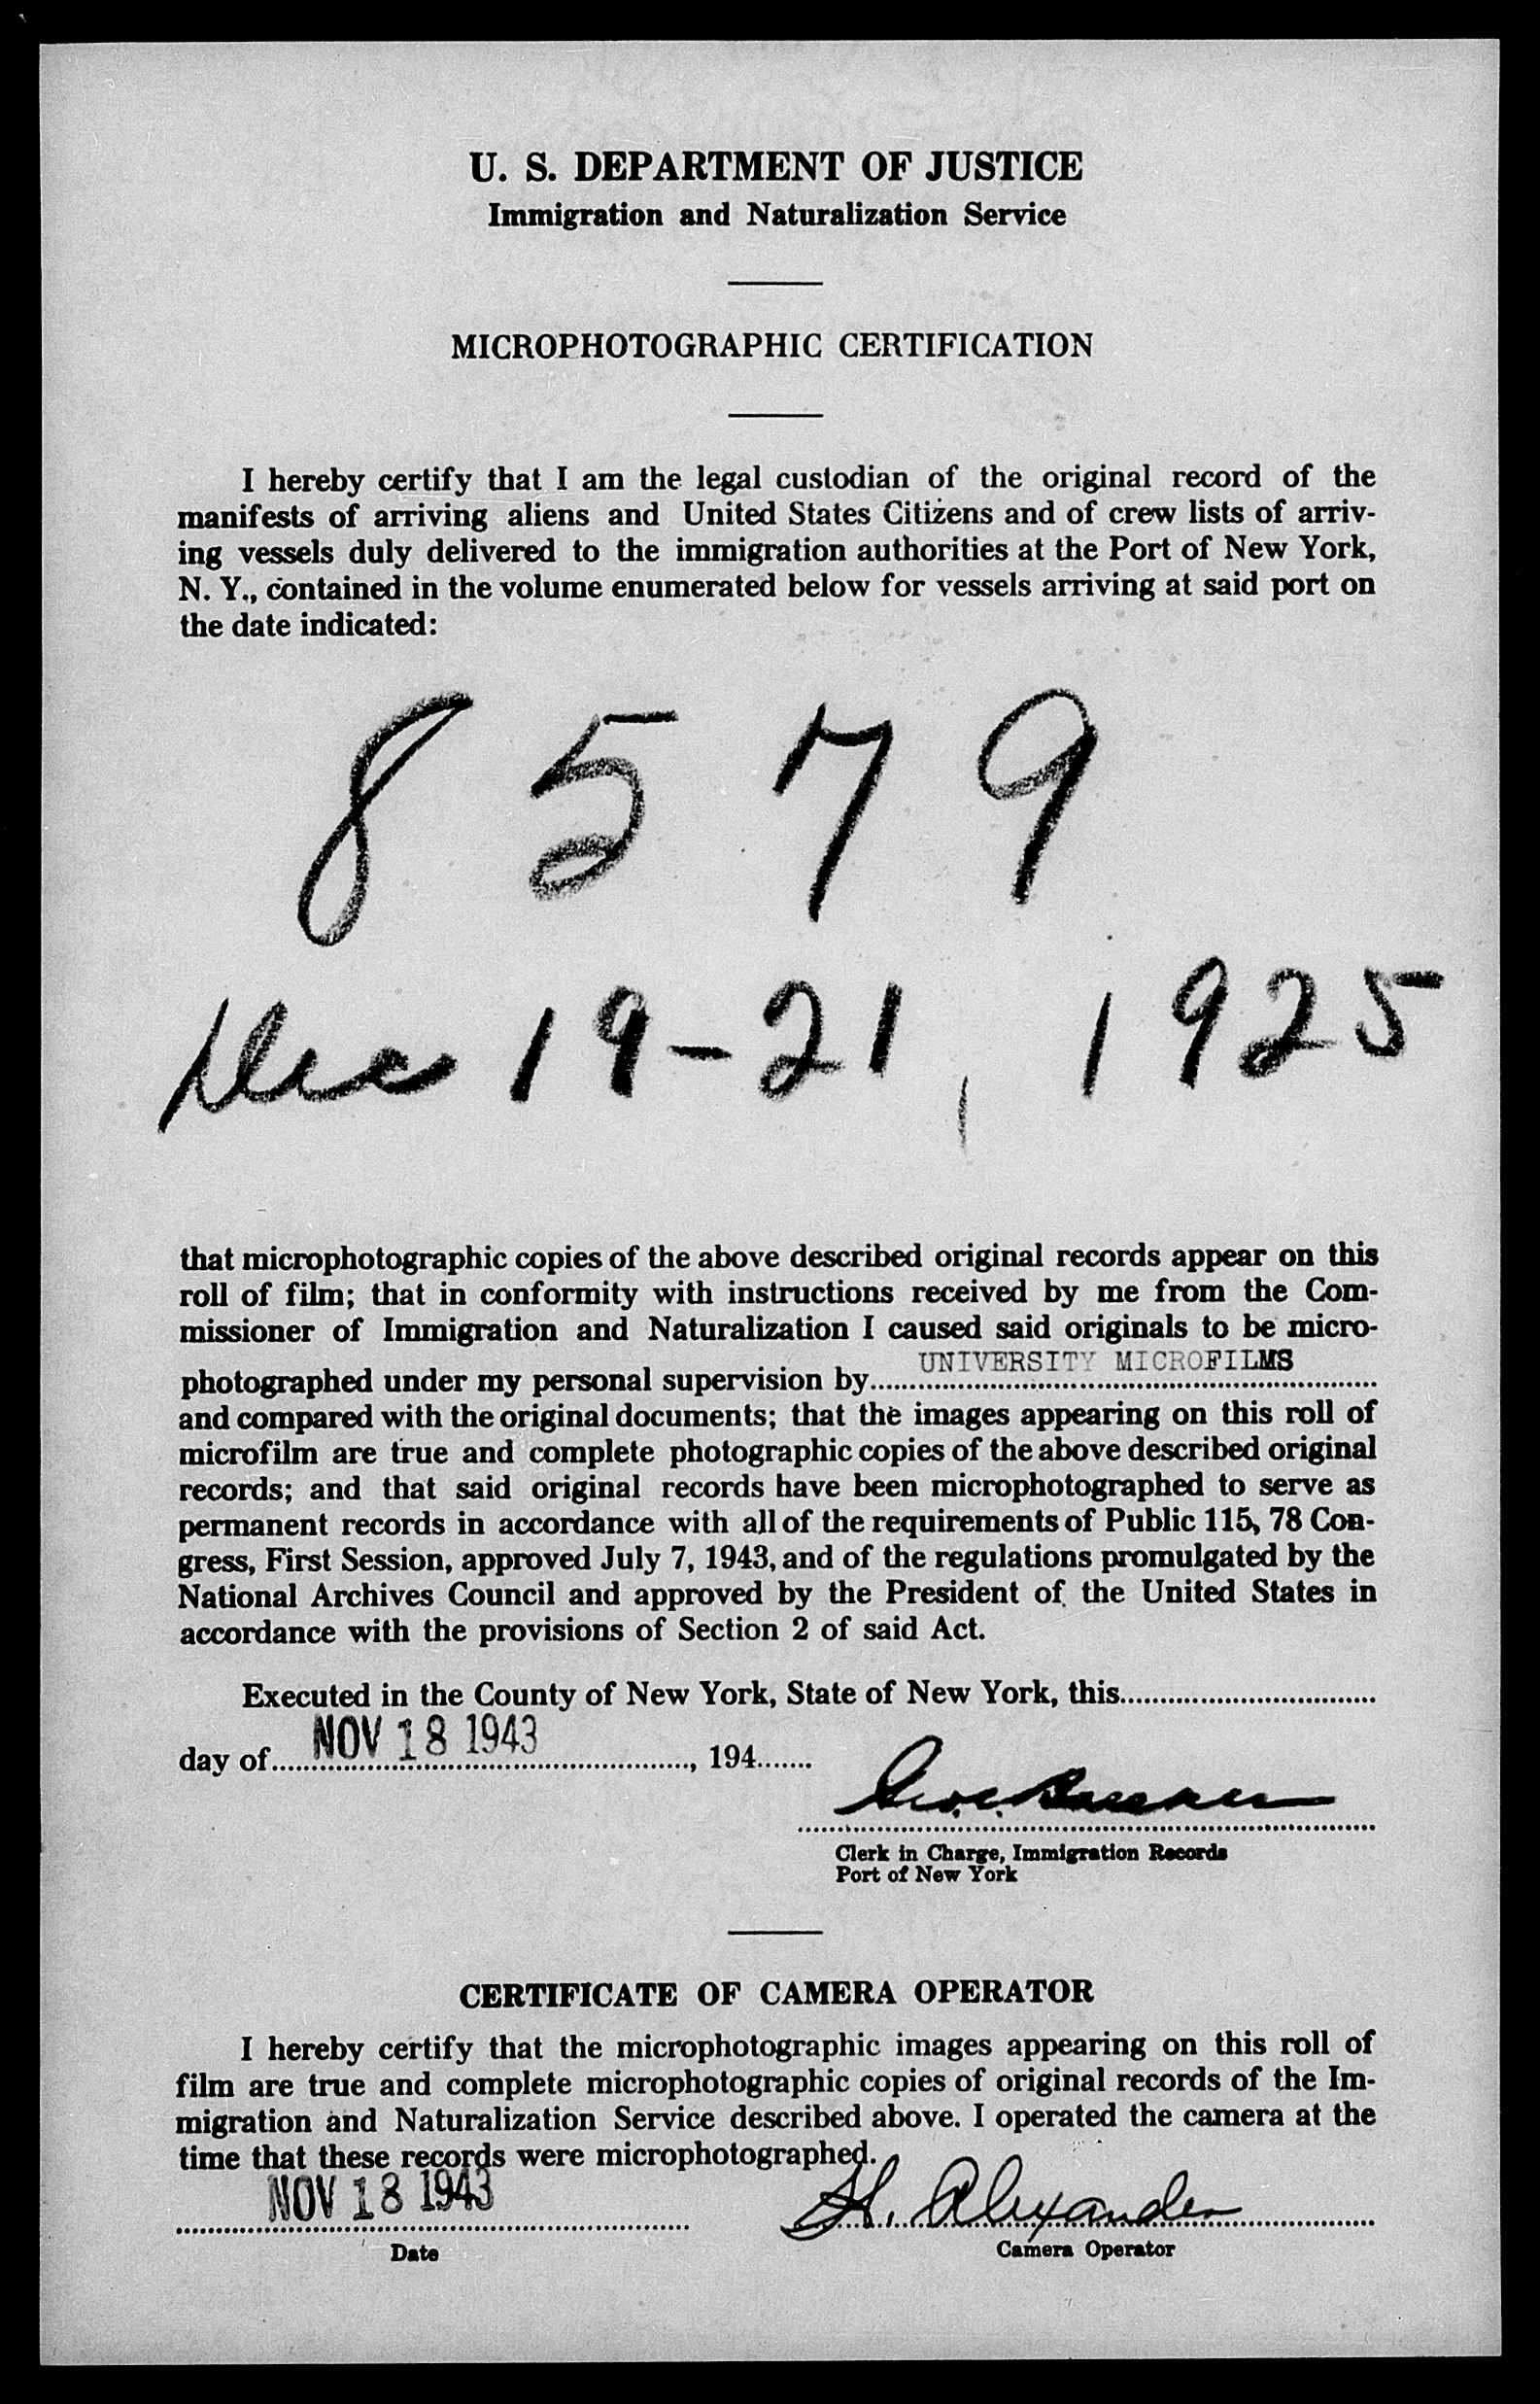 U. S. DEPARTMENT OF JUSTICE
Immigration and Naturalization Service
MICROPHOTOGRAPHIC CERTIFICATION
I hereby certify that I am the legal custodian of the original record of the
manifests of arriving aliens and United States Citizens and of crew lists of arriv-
ing vessels duly delivered to the immigration authorities at the Port of New York,
N. Y., contained in the volume enumerated below for vessels arriving at said port on
the date indicated:
8 5 7 9
Dec 19-21, 1925
that microphotographic copies of the above described original records appear on this
roll of film; that in conformity with instructions received by me from the Com-
missioner of Immigration and Naturalization I caused said originals to be micro-
photographed under my personal supervision by UNIVERSITY MICROFILMS
and compared with the original documents; that the images appearing on this roll of
microfilm are true and complete photographic copies of the above described original
records; and that said original records have been microphotographed to serve as
permanent records in accordance with all of the requirements of Public 115, 78 Con-
gress, First Session, approved July 7, 1943, and of the regulations promulgated by the
National Archives Council and approved by the President of the United States in
accordance with the provisions of Section 2 of said Act.
Executed in the County of New York, State of New York, this
day of NOV 18 1943, 194
Clerk in Charge, Immigration Records
Port of New York
CERTIFICATE OF CAMERA OPERATOR
I hereby certify that the microphotographic images appearing on this roll of
film are true and complete microphotographic copies of original records of the Im-
migration and Naturalization Service described above. I operated the camera at the
time that these records were microphotographed.
NOV 18 1943 H. Alexander
Date Camera Operator